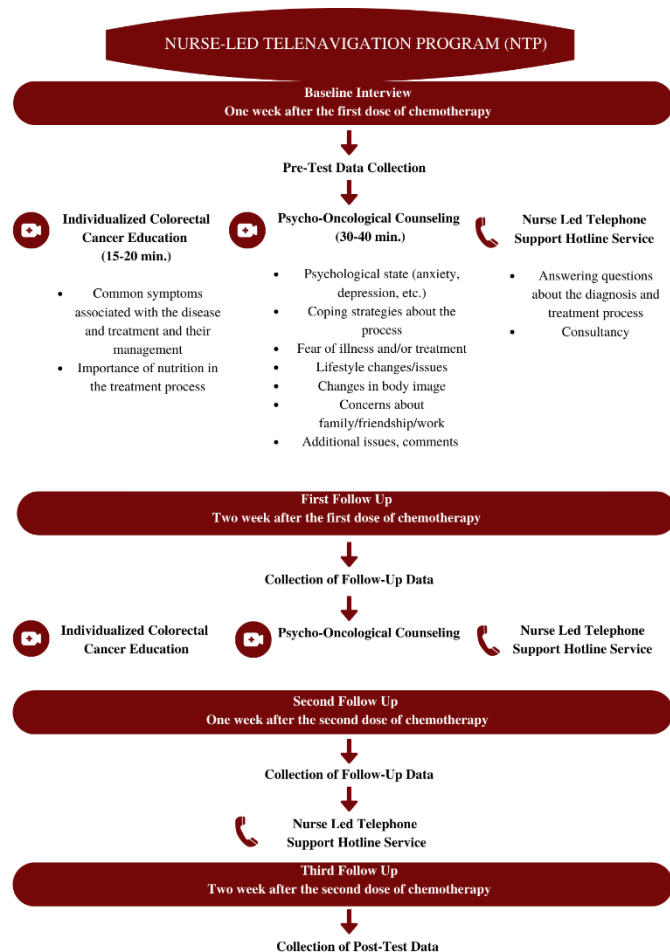 NURSE-LED TELENAVIGATION PROGRAM (NTP)
Baseline Interview
One week after the first dose of chemotherapy
Pre-Test Data Collection
Individualized Colorectal
Cancer Education
(15-20 min.)
• Common symptoms
associated with the disease
and treatment and their
management
• Importance of nutrition in
the treatment process
Psycho-Oncological Counseling
(30-40 min.)
• Psychological state (anxiety,
depression, etc.)
• Coping strategies about the
process
• Fear of illness and/or treatment
• Lifestyle changes/issues
• Changes in body image
• Concerns about
family/friendship/work
• Additional issues, comments
Nurse Led Telephone
Support Hotline Service
• Answering questions
about the diagnosis and
treatment process
• Consultancy
First Follow Up
Two week after the first dose of chemotherapy
Collection of Follow-Up Data
Individualized Colorectal
Cancer Education
Psycho-Oncological Counseling
Nurse Led Telephone
Support Hotline Service
Second Follow Up
One week after the second dose of chemotherapy
Collection of Follow-Up Data
Nurse Led Telephone
Support Hotline Service
Third Follow Up
Two week after the second dose of chemotherapy
Collection of Post-Test Data